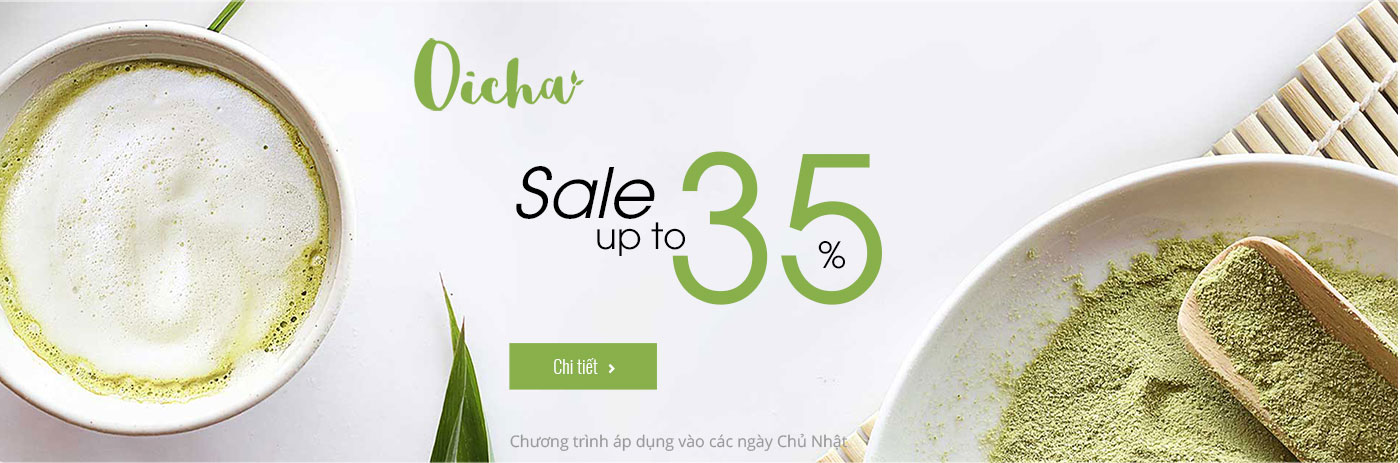 Oicha
Sale
up to 35%
Chi tiết
Chương trình áp dụng vào các ngày Chủ Nhật